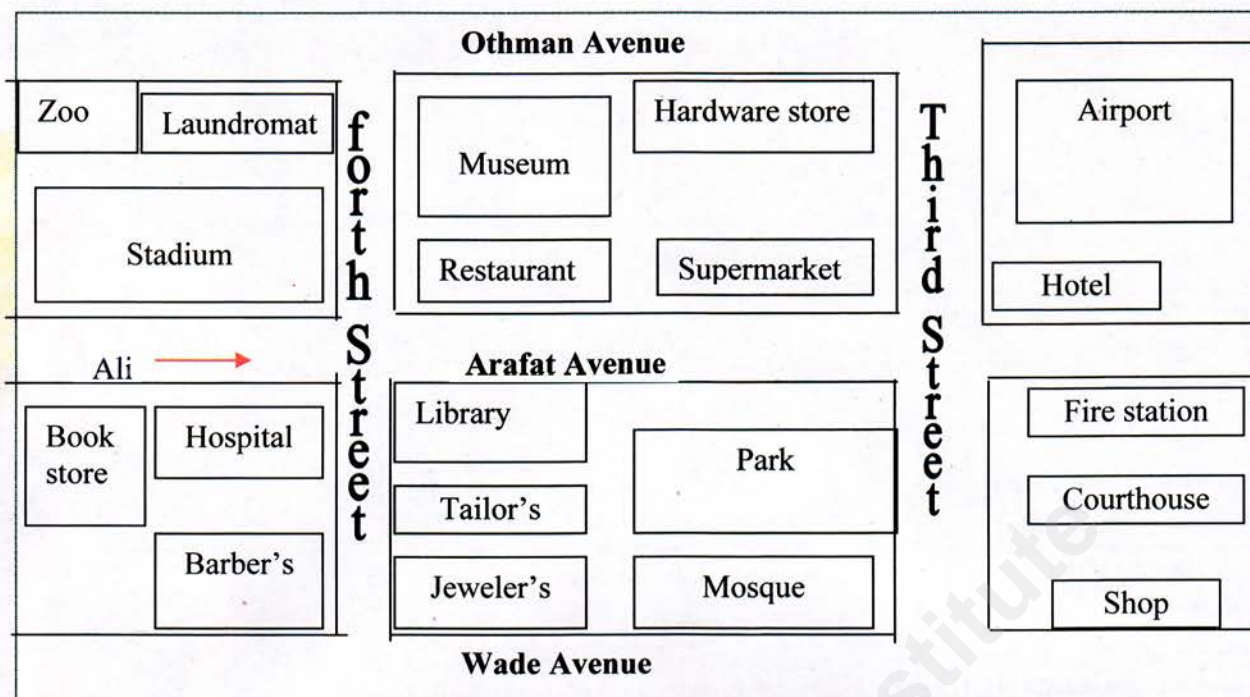 Othman Avenue
Zoo
Laundromat
Stadium
forth Street
Museum
Hardware store
Restaurant
Supermarket
Third Street
Airport
Hotel
Ali
Arafat Avenue
Book
store
Hospital
Barber's
Library
Tailor's
Jeweler's
Park
Mosque
Fire station
Courthouse
Shop
Wade Avenue
stitute